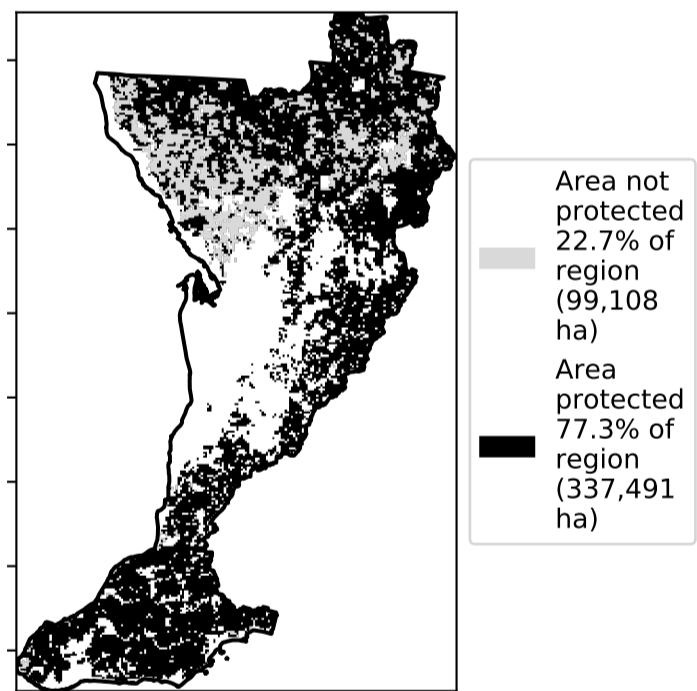 Area not
protected
22.7% of
region
(99,108
ha)
Area
protected
77.3% of
region
(337,491
ha)